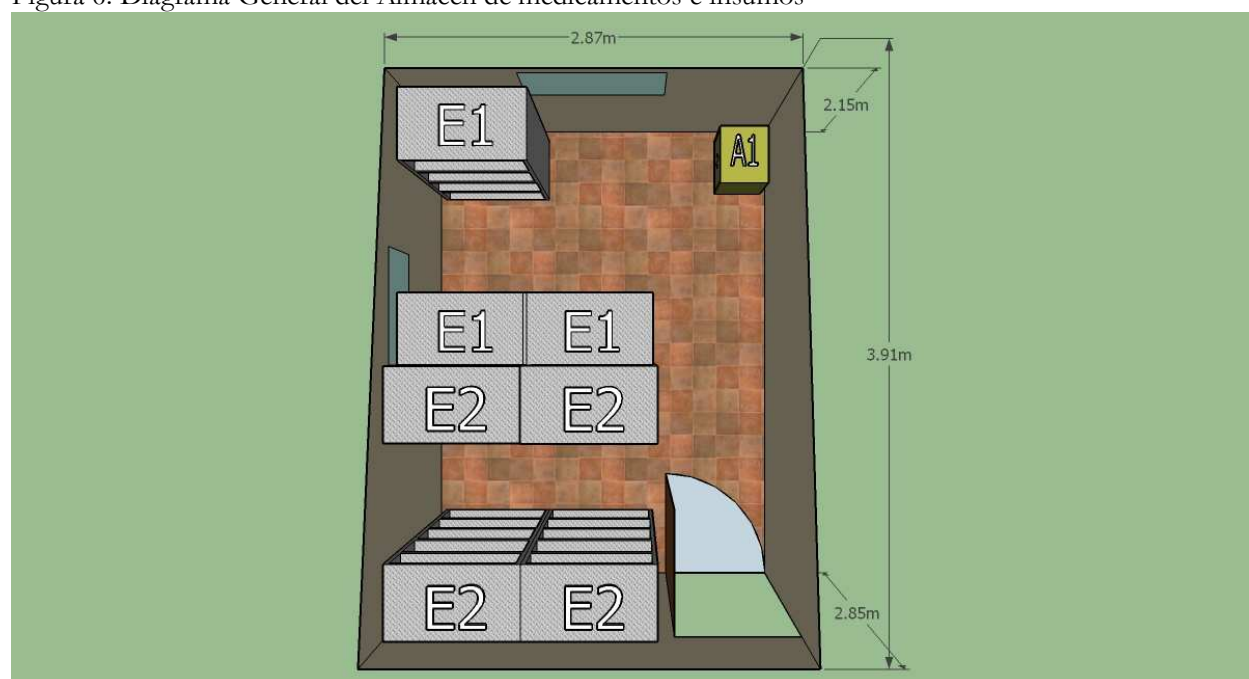 Figura 6. Diagrama General del Almacén de medicamentos e insumos
2.87m
2.15m
E1
A1
E1 E1
3.91m
E2 E2
2.85m
E2 E2